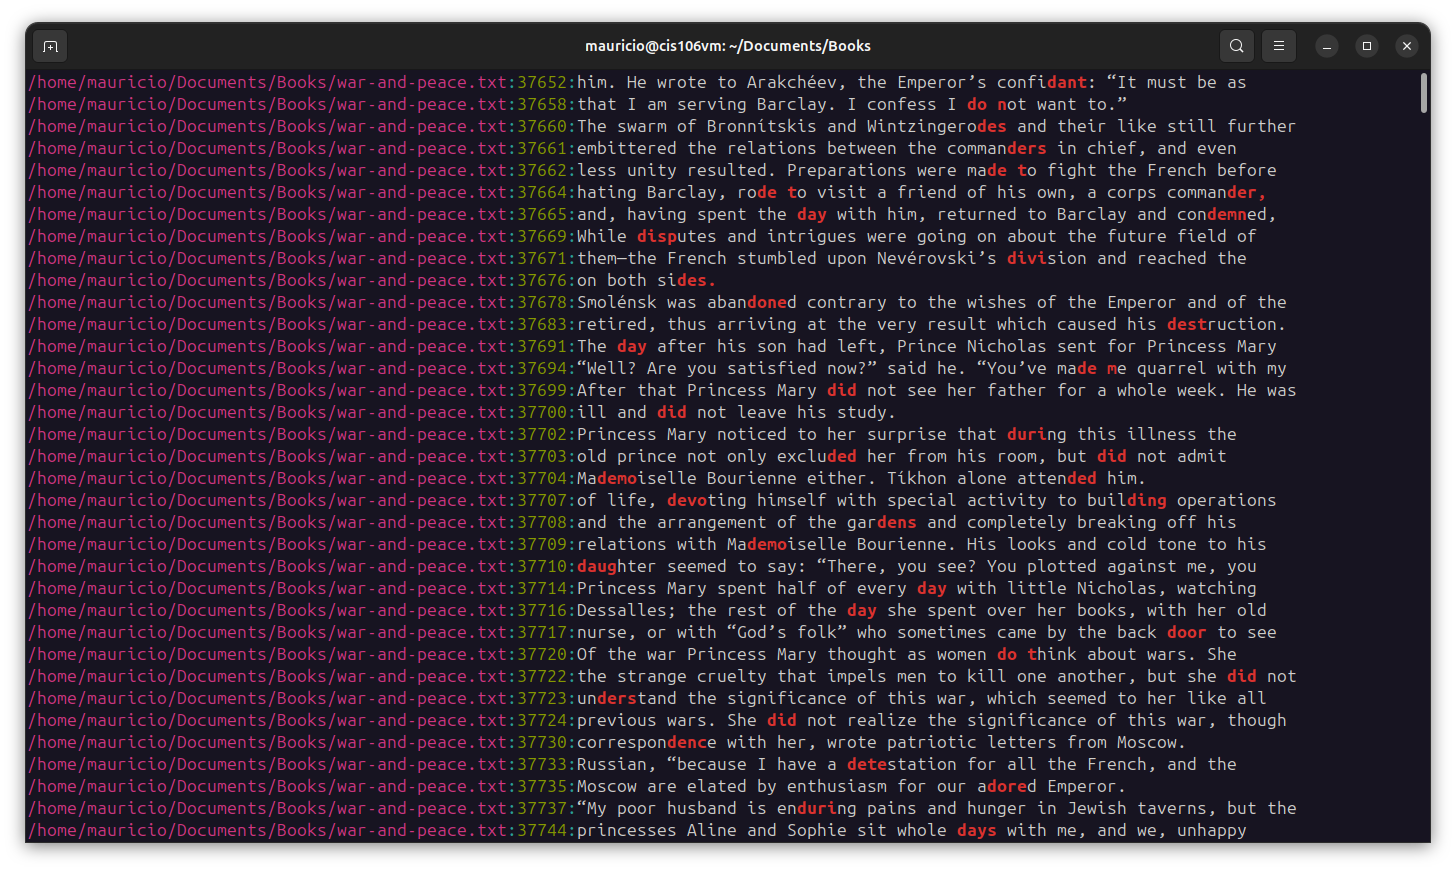 mauricio@cis106vm: ~/Documents/Books
/home/mauricio/Documents/Books/war-and-peace.txt:37652:him. He wrote to Arakchéev, the Emperor’s confidant: “It must be as
/home/mauricio/Documents/Books/war-and-peace.txt:37658:that I am serving Barclay. I confess I do not want to.”
/home/mauricio/Documents/Books/war-and-peace.txt:37660:The swarm of Bronnítskis and Wintzingerodes and their like still further
/home/mauricio/Documents/Books/war-and-peace.txt:37661:embittered the relations between the commanders in chief, and even
/home/mauricio/Documents/Books/war-and-peace.txt:37662:less unity resulted. Preparations were made to fight the French before
/home/mauricio/Documents/Books/war-and-peace.txt:37664:hating Barclay, rode to visit a friend of his own, a corps commander,
/home/mauricio/Documents/Books/war-and-peace.txt:37665:and, having spent the day with him, returned to Barclay and condemned,
/home/mauricio/Documents/Books/war-and-peace.txt:37669:While disputes and intrigues were going on about the future field of
/home/mauricio/Documents/Books/war-and-peace.txt:37671:them—the French stumbled upon Nevérovski’s division and reached the
/home/mauricio/Documents/Books/war-and-peace.txt:37676:on both sides.
/home/mauricio/Documents/Books/war-and-peace.txt:37678:Smolénsk was abandoned contrary to the wishes of the Emperor and of the
/home/mauricio/Documents/Books/war-and-peace.txt:37683:retired, thus arriving at the very result which caused his destruction.
/home/mauricio/Documents/Books/war-and-peace.txt:37691:The day after his son had left, Prince Nicholas sent for Princess Mary
/home/mauricio/Documents/Books/war-and-peace.txt:37694:“Well? Are you satisfied now?” said he. “You’ve made me quarrel with my
/home/mauricio/Documents/Books/war-and-peace.txt:37699:After that Princess Mary did not see her father for a whole week. He was
/home/mauricio/Documents/Books/war-and-peace.txt:37700:ill and did not leave his study.
/home/mauricio/Documents/Books/war-and-peace.txt:37702:Princess Mary noticed to her surprise that during this illness the
/home/mauricio/Documents/Books/war-and-peace.txt:37703:old prince not only excluded her from his room, but did not admit
/home/mauricio/Documents/Books/war-and-peace.txt:37704:Mademoiselle Bourienne either. Tíkhon alone attended him.
/home/mauricio/Documents/Books/war-and-peace.txt:37707:of life, devoting himself with special activity to building operations
/home/mauricio/Documents/Books/war-and-peace.txt:37708:and the arrangement of the gardens and completely breaking off his
/home/mauricio/Documents/Books/war-and-peace.txt:37709:relations with Mademoiselle Bourienne. His looks and cold tone to his
/home/mauricio/Documents/Books/war-and-peace.txt:37710:daughter seemed to say: “There, you see? You plotted against me, you
/home/mauricio/Documents/Books/war-and-peace.txt:37714:Princess Mary spent half of every day with little Nicholas, watching
/home/mauricio/Documents/Books/war-and-peace.txt:37716:Dessalles; the rest of the day she spent over her books, with her old
/home/mauricio/Documents/Books/war-and-peace.txt:37717:nurse, or with “God’s folk” who sometimes came by the back door to see
/home/mauricio/Documents/Books/war-and-peace.txt:37720:Of the war Princess Mary thought as women do think about wars. She
/home/mauricio/Documents/Books/war-and-peace.txt:37722:the strange cruelty that impels men to kill one another, but she did not
/home/mauricio/Documents/Books/war-and-peace.txt:37723:understand the significance of this war, which seemed to her like all
/home/mauricio/Documents/Books/war-and-peace.txt:37724:previous wars. She did not realize the significance of this war, though
/home/mauricio/Documents/Books/war-and-peace.txt:37730:correspondence with her, wrote patriotic letters from Moscow.
/home/mauricio/Documents/Books/war-and-peace.txt:37733:Russian, “because I have a detestation for all the French, and the
/home/mauricio/Documents/Books/war-and-peace.txt:37735:Moscow are elated by enthusiasm for our adored Emperor.
/home/mauricio/Documents/Books/war-and-peace.txt:37737:“My poor husband is enduring pains and hunger in Jewish taverns, but the
/home/mauricio/Documents/Books/war-and-peace.txt:37744:princesses Aline and Sophie sit whole days with me, and we, unhappy